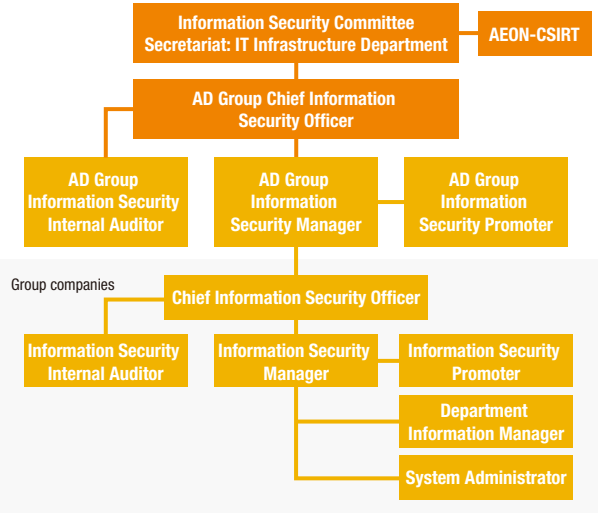 Information Security Committee
Secretariat: IT Infrastructure Department
AEON-CSIRT
AD Group Chief Information
Security Officer
AD Group
Information Security
Internal Auditor
AD Group
Information
Security Manager
AD Group
Information
Security Promoter
Group companies
Chief Information Security Officer
Information Security
Internal Auditor
Information Security
Manager
Information Security
Promoter
Department
Information Manager
System Administrator